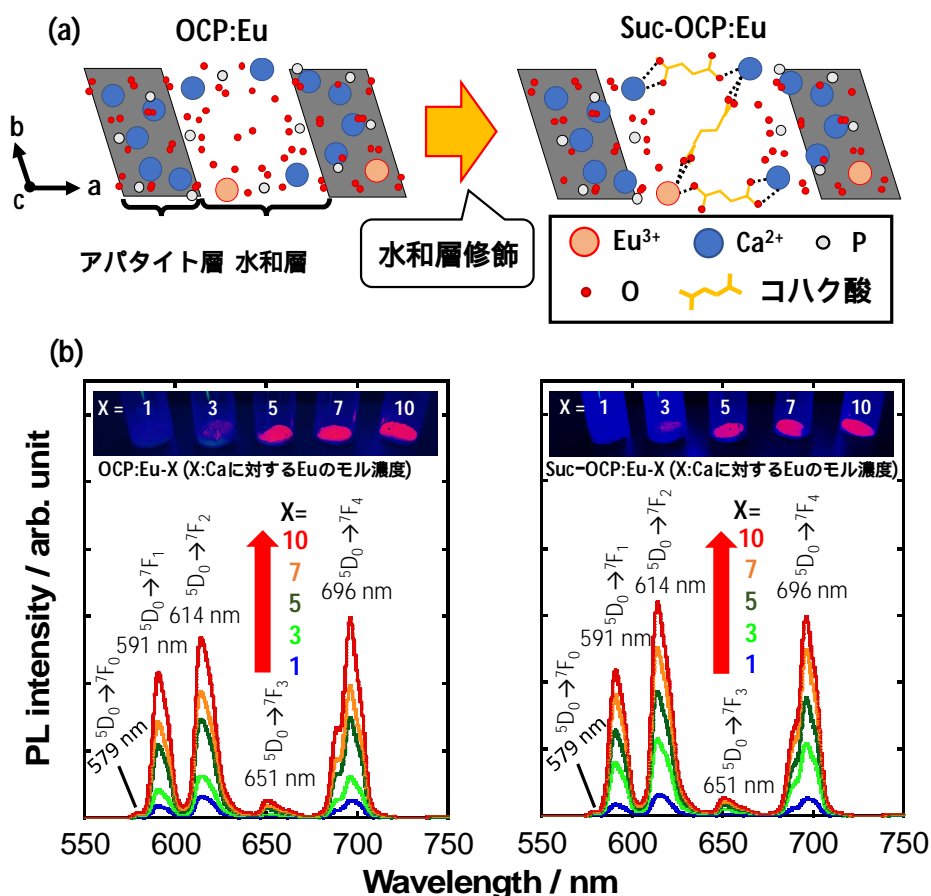 (a)
OCP:Eu
Suc-OCP:Eu
b
c
a
アパタイト層 水和層
水和層修飾
Eu³⁺
Ca²⁺
P
O
コハク酸
(b)
X = 1 3 5 7 10
OCP:Eu-X (X:Caに対するEuのモル濃度)
X=
10
7
5
3
1
⁵D₀→⁷F₀
579 nm
⁵D₀→⁷F₁
591 nm
⁵D₀→⁷F₂
614 nm
⁵D₀→⁷F₃
651 nm
⁵D₀→⁷F₄
696 nm
550 600 650 700 750
X = 1 3 5 7 10
Suc-OCP:Eu-X (X:Caに対するEuのモル濃度)
X=
10
7
5
3
1
⁵D₀→⁷F₀
579 nm
⁵D₀→⁷F₁
591 nm
⁵D₀→⁷F₂
614 nm
⁵D₀→⁷F₃
651 nm
⁵D₀→⁷F₄
696 nm
550 600 650 700 750
PL intensity / arb. unit
Wavelength / nm